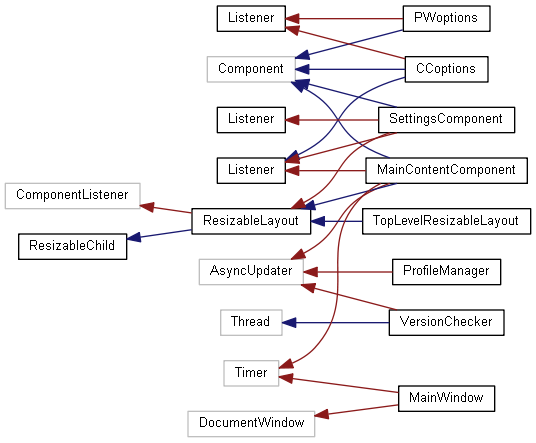 Listener
PWoptions
Component
CCoptions
Listener
SettingsComponent
Listener
MainContentComponent
ComponentListener
ResizableLayout
TopLevelResizableLayout
ResizableChild
AsyncUpdater
ProfileManager
Thread
VersionChecker
Timer
MainWindow
DocumentWindow